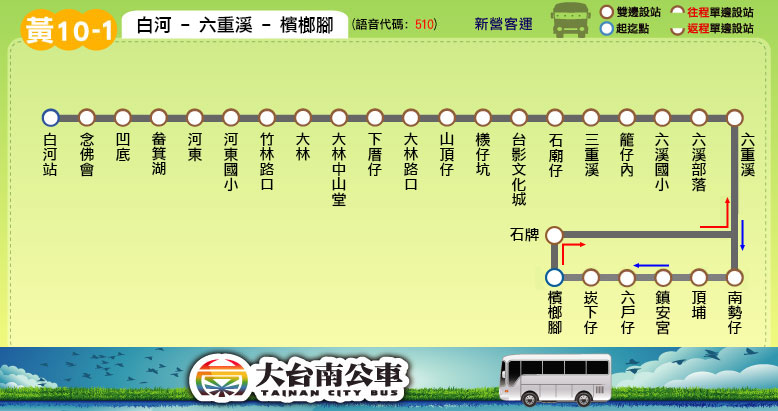 黃10-1
白河 - 六重溪 - 檳榔腳 (語音代碼: 510)
新營客運
雙邊設站
起迄點
往程單邊設站
返程單邊設站
白河站
念佛會
凹底
畚箕湖
河東
河東國小
竹林路口
大林
大林中山堂
下厝仔
大林路口
山頂仔
檨仔坑
台影文化城
石廟仔
三重溪
籠仔內
六溪國小
六溪部落
六重溪
石牌
檳榔腳
崁下仔
六戶仔
鎮安宮
頂埔
南勢仔
大台南公車
TAINAN CITY BUS